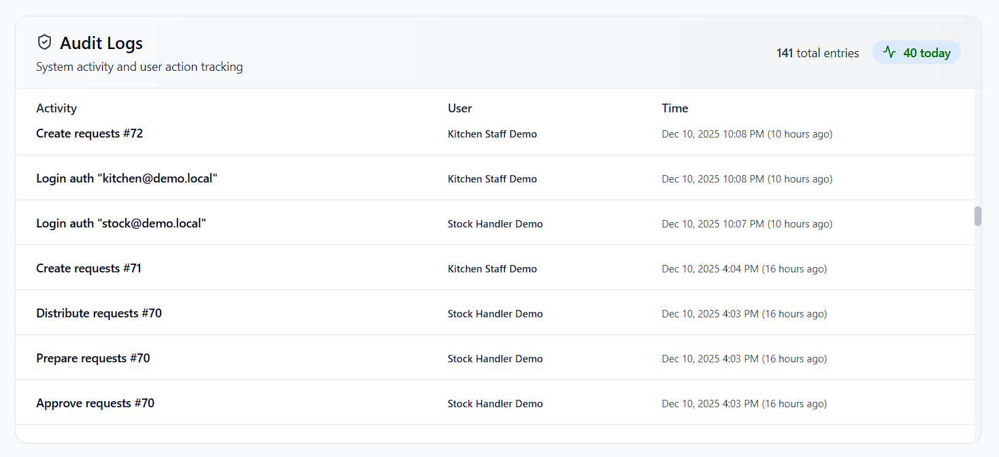 Audit Logs
System activity and user action tracking
141 total entries
40 today
Activity User Time
Create requests #72 Kitchen Staff Demo Dec 10, 2025 10:08 PM (10 hours ago)
Login auth "kitchen@demo.local" Kitchen Staff Demo Dec 10, 2025 10:08 PM (10 hours ago)
Login auth "stock@demo.local" Stock Handler Demo Dec 10, 2025 10:07 PM (10 hours ago)
Create requests #71 Kitchen Staff Demo Dec 10, 2025 4:04 PM (16 hours ago)
Distribute requests #70 Stock Handler Demo Dec 10, 2025 4:03 PM (16 hours ago)
Prepare requests #70 Stock Handler Demo Dec 10, 2025 4:03 PM (16 hours ago)
Approve requests #70 Stock Handler Demo Dec 10, 2025 4:03 PM (16 hours ago)